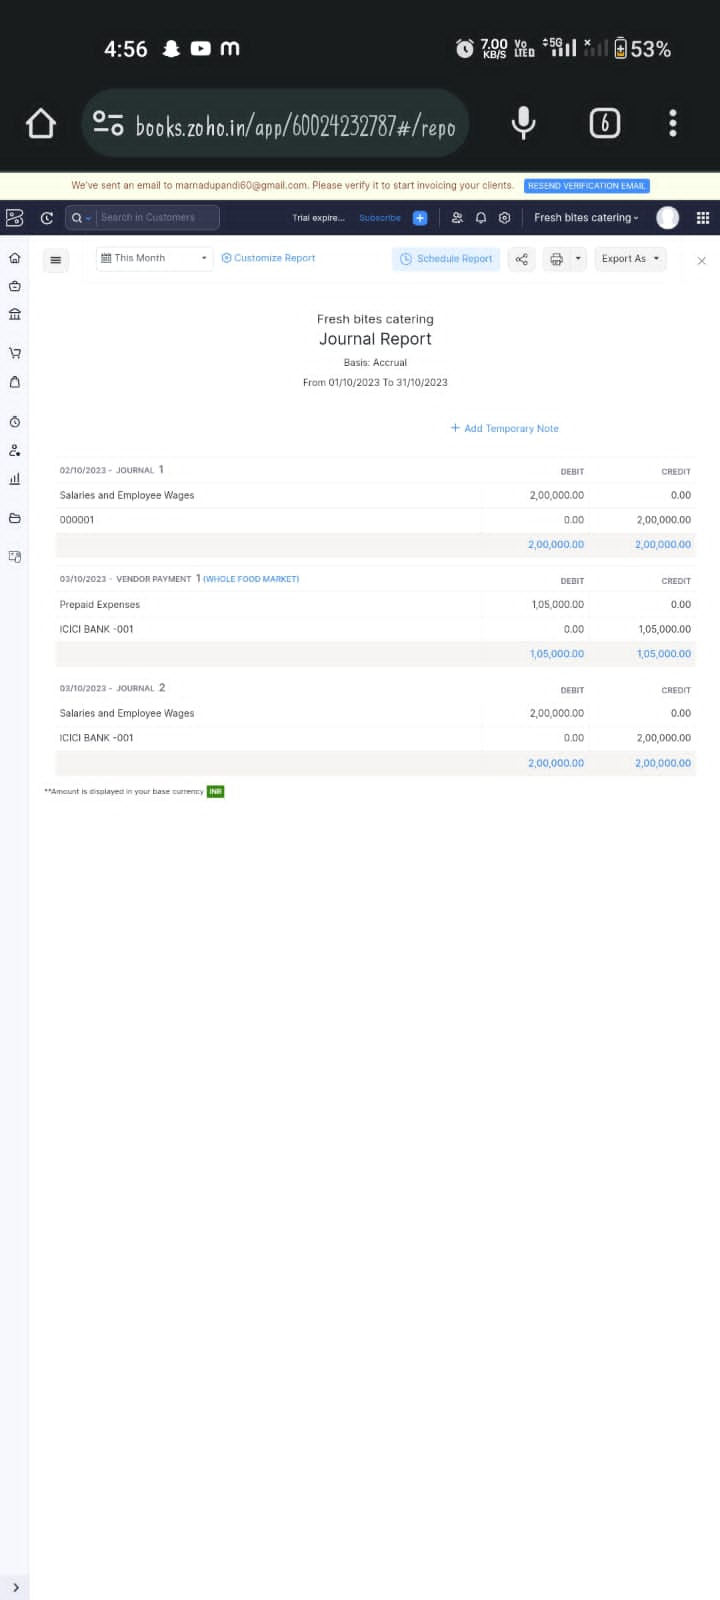 4:56 m 7.00 KB/S Vo LTED 5G 53%
books.zoho.in/app/60024232787#/repo 6
We've sent an email to marnadupandi60@gmail.com. Please verify it to start invoicing your clients. RESEND VERIFICATION EMAIL
Search in Customers Trial expire... Subscribe Fresh bites catering
This Month Customize Report Schedule Report Export As
Fresh bites catering
Journal Report
Basis: Accrual
From 01/10/2023 To 31/10/2023
+ Add Temporary Note
02/10/2023 - JOURNAL 1 DEBIT CREDIT
Salaries and Employee Wages 2,00,000.00 0.00
000001 0.00 2,00,000.00
2,00,000.00 2,00,000.00
03/10/2023 - VENDOR PAYMENT 1 (WHOLE FOOD MARKET) DEBIT CREDIT
Prepaid Expenses 1,05,000.00 0.00
ICICI BANK -001 0.00 1,05,000.00
1,05,000.00 1,05,000.00
03/10/2023 - JOURNAL 2 DEBIT CREDIT
Salaries and Employee Wages 2,00,000.00 0.00
ICICI BANK -001 0.00 2,00,000.00
2,00,000.00 2,00,000.00
**Amount is displayed in your base currency INR